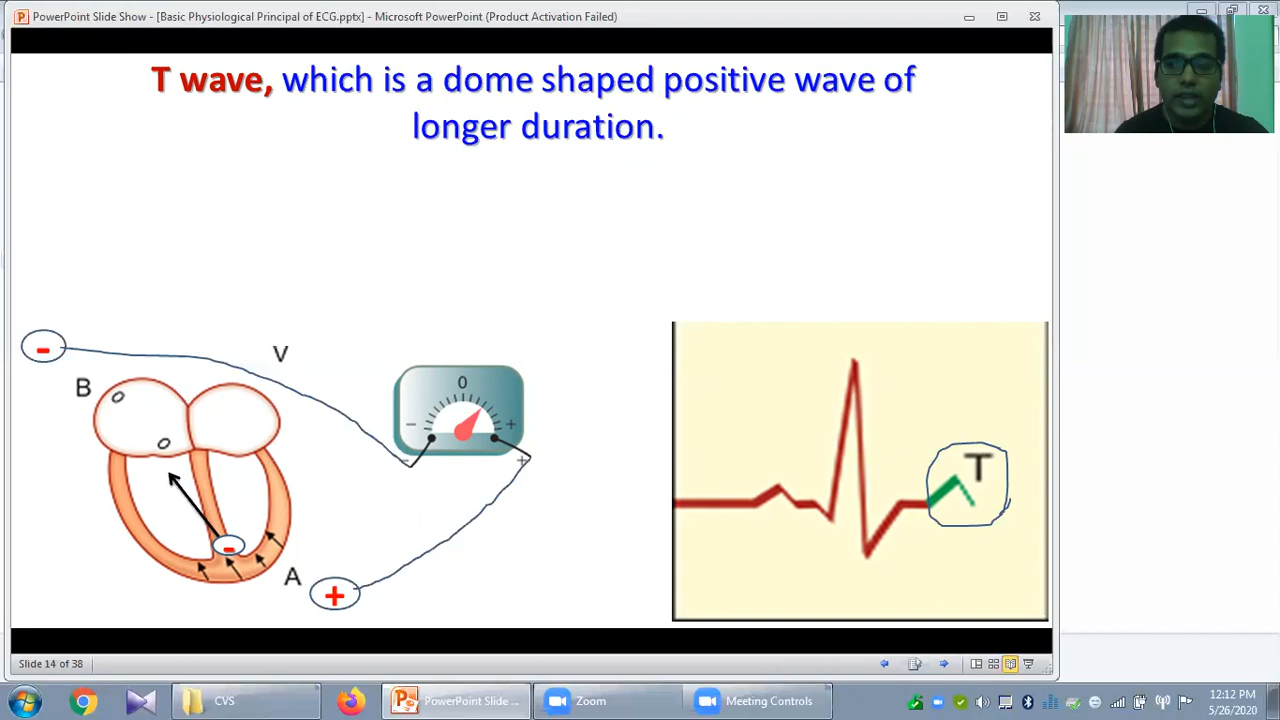 PowerPoint Slide Show - [Basic Physiological Principal of ECG.pptx] - Microsoft PowerPoint (Product Activation Failed)
T wave, which is a dome shaped positive wave of
longer duration.
-
V
B
0
- +
- +
T
-
A
+
Slide 14 of 38
CVS
PowerPoint Slide ...
Zoom
Meeting Controls
12:12 PM
5/26/2020